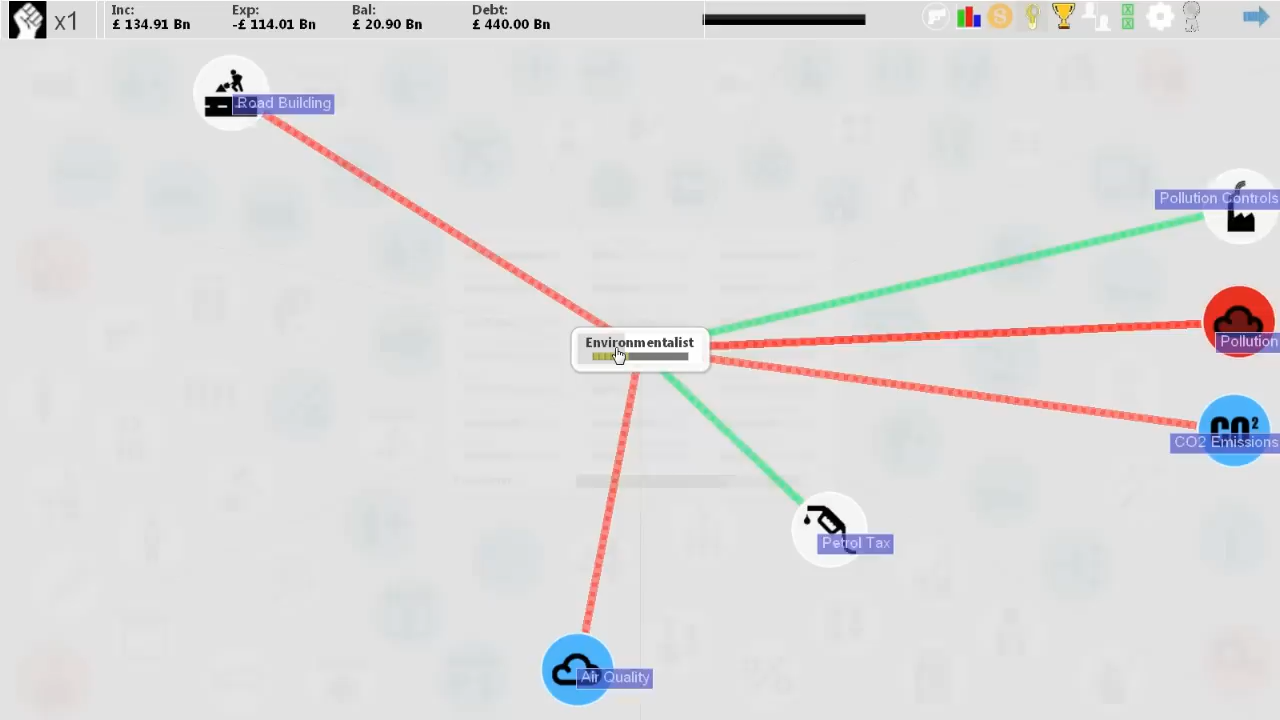 x1
Inc:
£ 134.91 Bn
Exp:
-£ 114.01 Bn
Bal:
£ 20.90 Bn
Debt:
£ 440.00 Bn
Road Building
Pollution Controls
Environmentalist
Pollution
CO²
CO2 Emissions
Petrol Tax
Air Quality